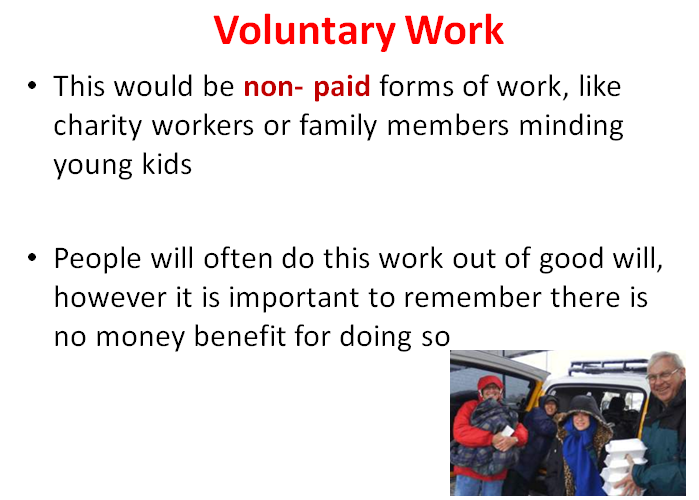 Voluntary Work
• This would be non- paid forms of work, like
charity workers or family members minding
young kids
• People will often do this work out of good will,
however it is important to remember there is
no money benefit for doing so